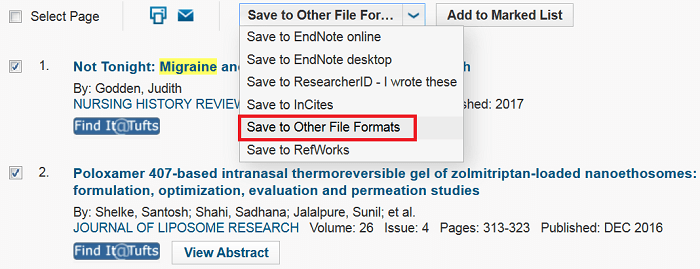 Select Page
Save to Other File For...
Add to Marked List
Save to EndNote online
Save to EndNote desktop
Save to ResearcherID - I wrote these
Save to InCites
Save to Other File Formats
Save to RefWorks
1. Not Tonight: Migraine an
By: Godden, Judith
NURSING HISTORY REVIE
shed: 2017
Find It@Tufts
2. Poloxamer 407-based intranasal thermoreversible gel of zolmitriptan-loaded nanoethosomes:
formulation, optimization, evaluation and permeation studies
By: Shelke, Santosh; Shahi, Sadhana; Jalalpure, Sunil; et al.
JOURNAL OF LIPOSOME RESEARCH Volume: 26 Issue: 4 Pages: 313-323 Published: DEC 2016
Find It@Tufts
View Abstract